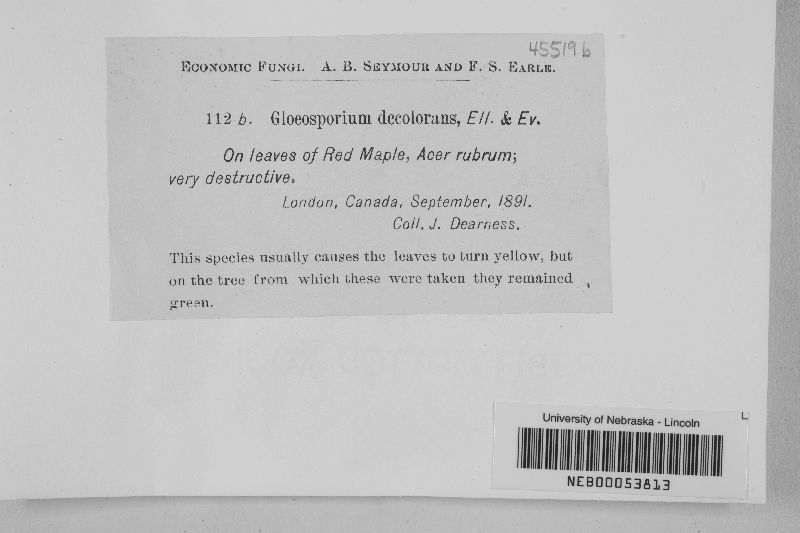 45519 b
ECONOMIC FUNGI. A. B. SEYMOUR AND F. S. EARLE.
112 b. Gloeosporium decolorans, Ell. & Ev.
On leaves of Red Maple, Acer rubrum;
very destructive.
London, Canada, September, 1891.
Coll. J. Dearness.
This species usually causes the leaves to turn yellow, but
on the tree from which these were taken they remained
green.
University of Nebraska - Lincoln
NEB00053813